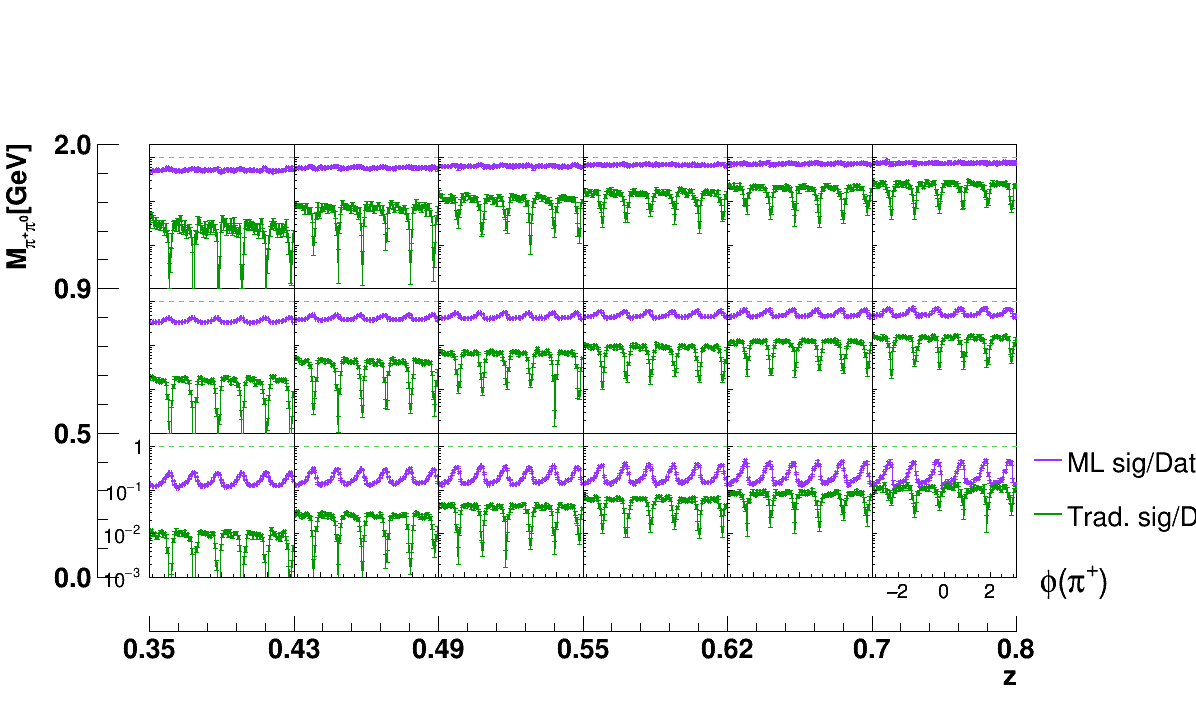 2.0
M π+π0 [GeV]
0.9
0.5
1
10−1
10−2
0.0 10−3
ML sig/Dat
Trad. sig/D
−2 0 2
ϕ(π+)
0.35 0.43 0.49 0.55 0.62 0.7 0.8
z